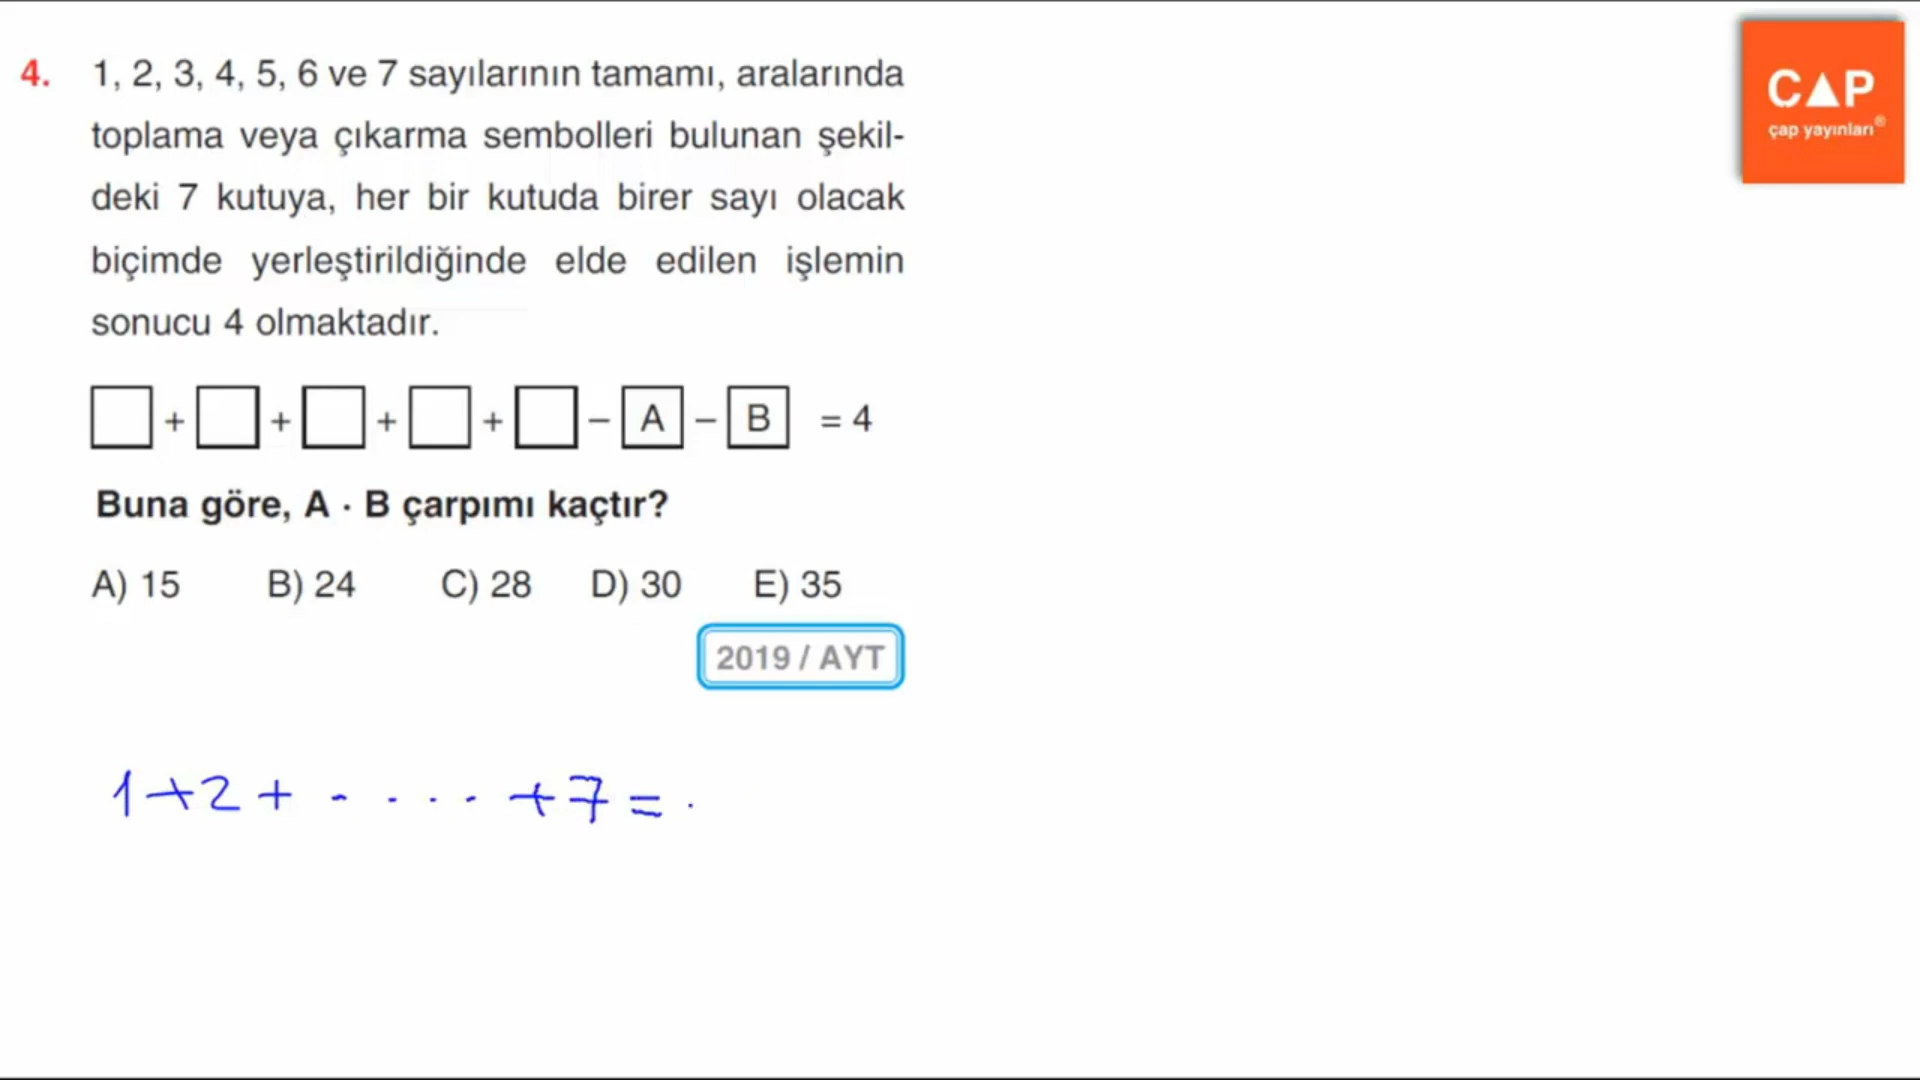 4. 1, 2, 3, 4, 5, 6 ve 7 sayılarının tamamı, aralarında
toplama veya çıkarma sembolleri bulunan şekil-
deki 7 kutuya, her bir kutuda birer sayı olacak
biçimde yerleştirildiğinde elde edilen işlemin
sonucu 4 olmaktadır.
□ + □ + □ + □ + □ − A − B = 4
Buna göre, A · B çarpımı kaçtır?
A) 15 B) 24 C) 28 D) 30 E) 35
2019 / AYT
1+2+ - . . . . +7 = .
ÇAP
çap yayınları®